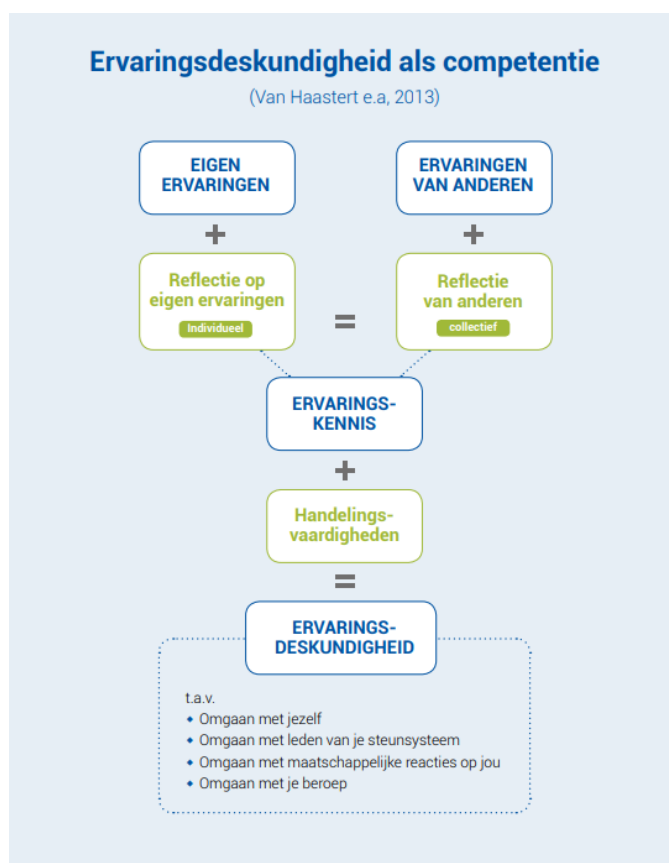 Ervaringsdeskundigheid als competentie
(Van Haastert e.a, 2013)
EIGEN
ERVARINGEN
+
Reflectie op
eigen ervaringen
Individueel
=
ERVARINGEN
VAN ANDEREN
+
Reflectie
van anderen
collectief
ERVARINGS-
KENNIS
+
Handelings-
vaardigheden
=
ERVARINGS-
DESKUNDIGHEID
t.a.v.
Omgaan met jezelf
Omgaan met leden van je steunsysteem
Omgaan met maatschappelijke reacties op jou
Omgaan met je beroep